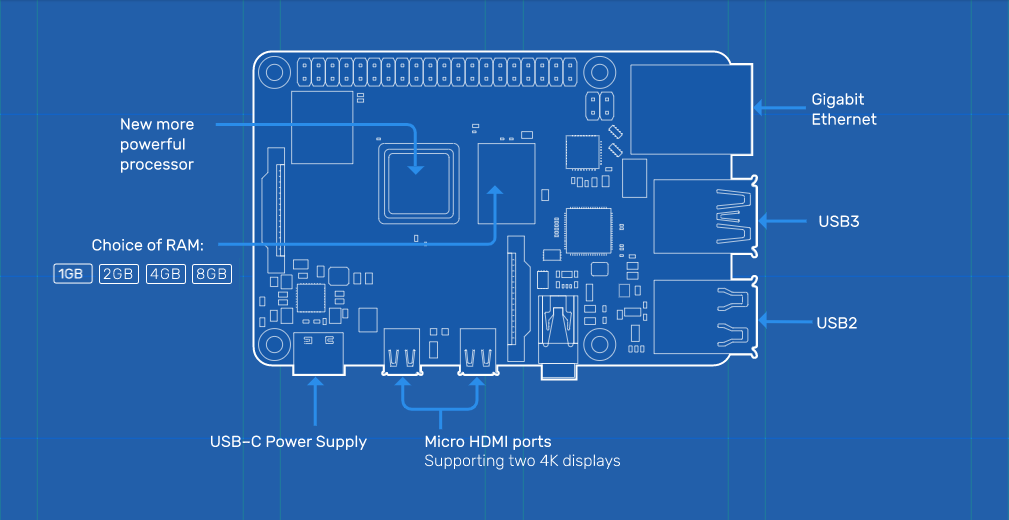 New more
powerful
processor
Choice of RAM:
1GB 2GB 4GB 8GB
Gigabit
Ethernet
USB3
USB2
USB–C Power Supply
Micro HDMI ports
Supporting two 4K displays